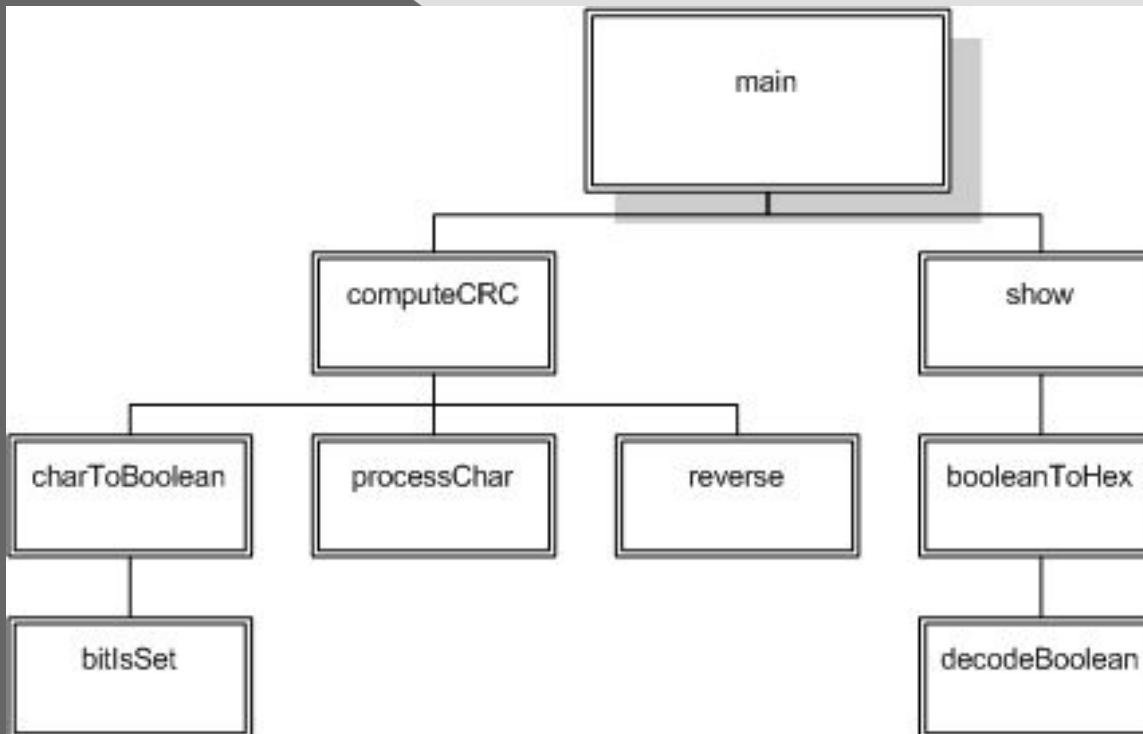 main
computeCRC
show
charToBoolean
processChar
reverse
booleanToHex
bitIsSet
decodeBoolean